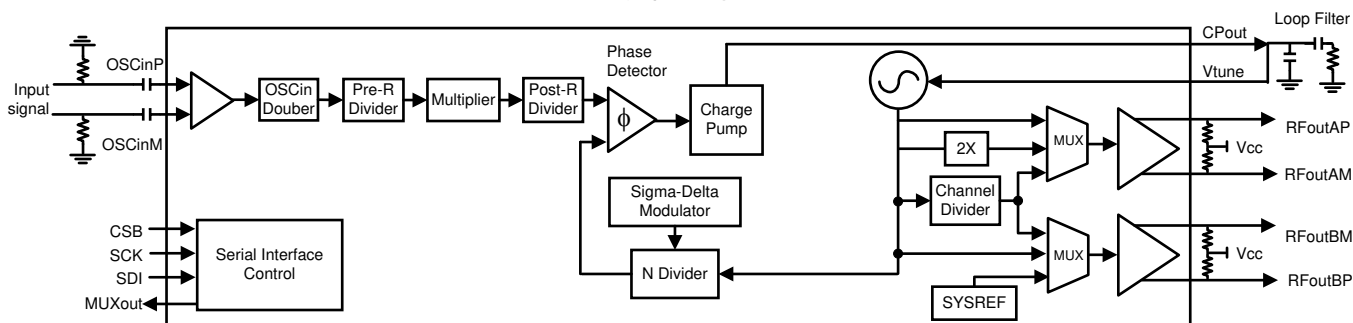 Loop Filter
CPout
OSCinP
Phase
Detector
Vtune
Input
signal
OSCin
Douber
Pre-R
Divider
Multiplier
Post-R
Divider
ϕ
Charge
Pump
OSCinM
MUX
RFoutAP
Vcc
2X
RFoutAM
Sigma-Delta
Modulator
Channel
Divider
CSB
SCK
SDI
MUXout
Serial Interface
Control
N Divider
MUX
RFoutBM
Vcc
RFoutBP
SYSREF